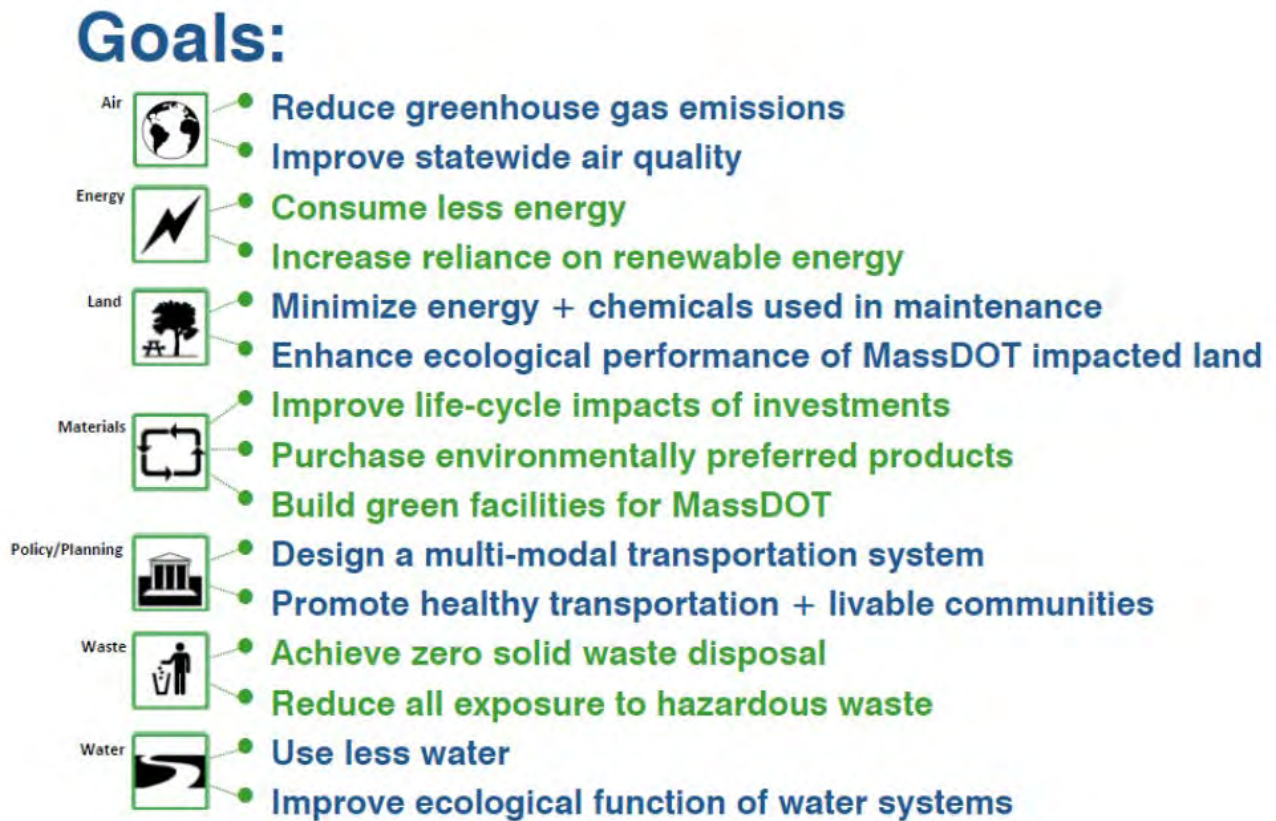 Goals:
Air
Reduce greenhouse gas emissions
Improve statewide air quality
Energy
Consume less energy
Increase reliance on renewable energy
Land
Minimize energy + chemicals used in maintenance
Enhance ecological performance of MassDOT impacted land
Materials
Improve life-cycle impacts of investments
Purchase environmentally preferred products
Build green facilities for MassDOT
Policy/Planning
Design a multi-modal transportation system
Promote healthy transportation + livable communities
Waste
Achieve zero solid waste disposal
Reduce all exposure to hazardous waste
Water
Use less water
Improve ecological function of water systems